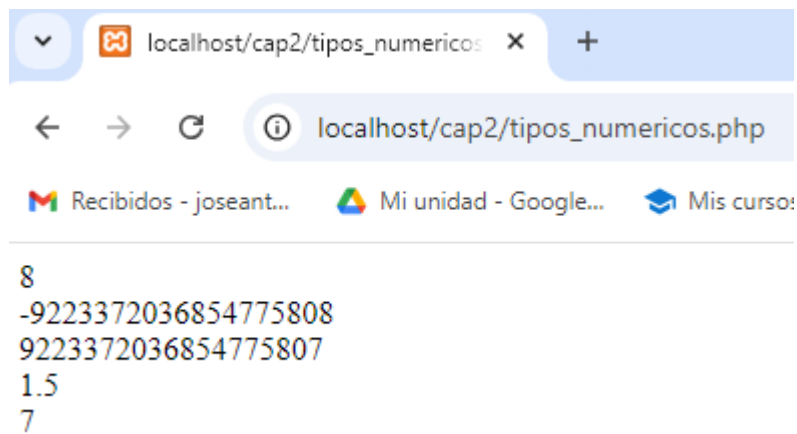 localhost/cap2/tipos_numericos
localhost/cap2/tipos_numericos.php
Recibidos - joseant... Mi unidad - Google... Mis cursos
8
-9223372036854775808
9223372036854775807
1.5
7